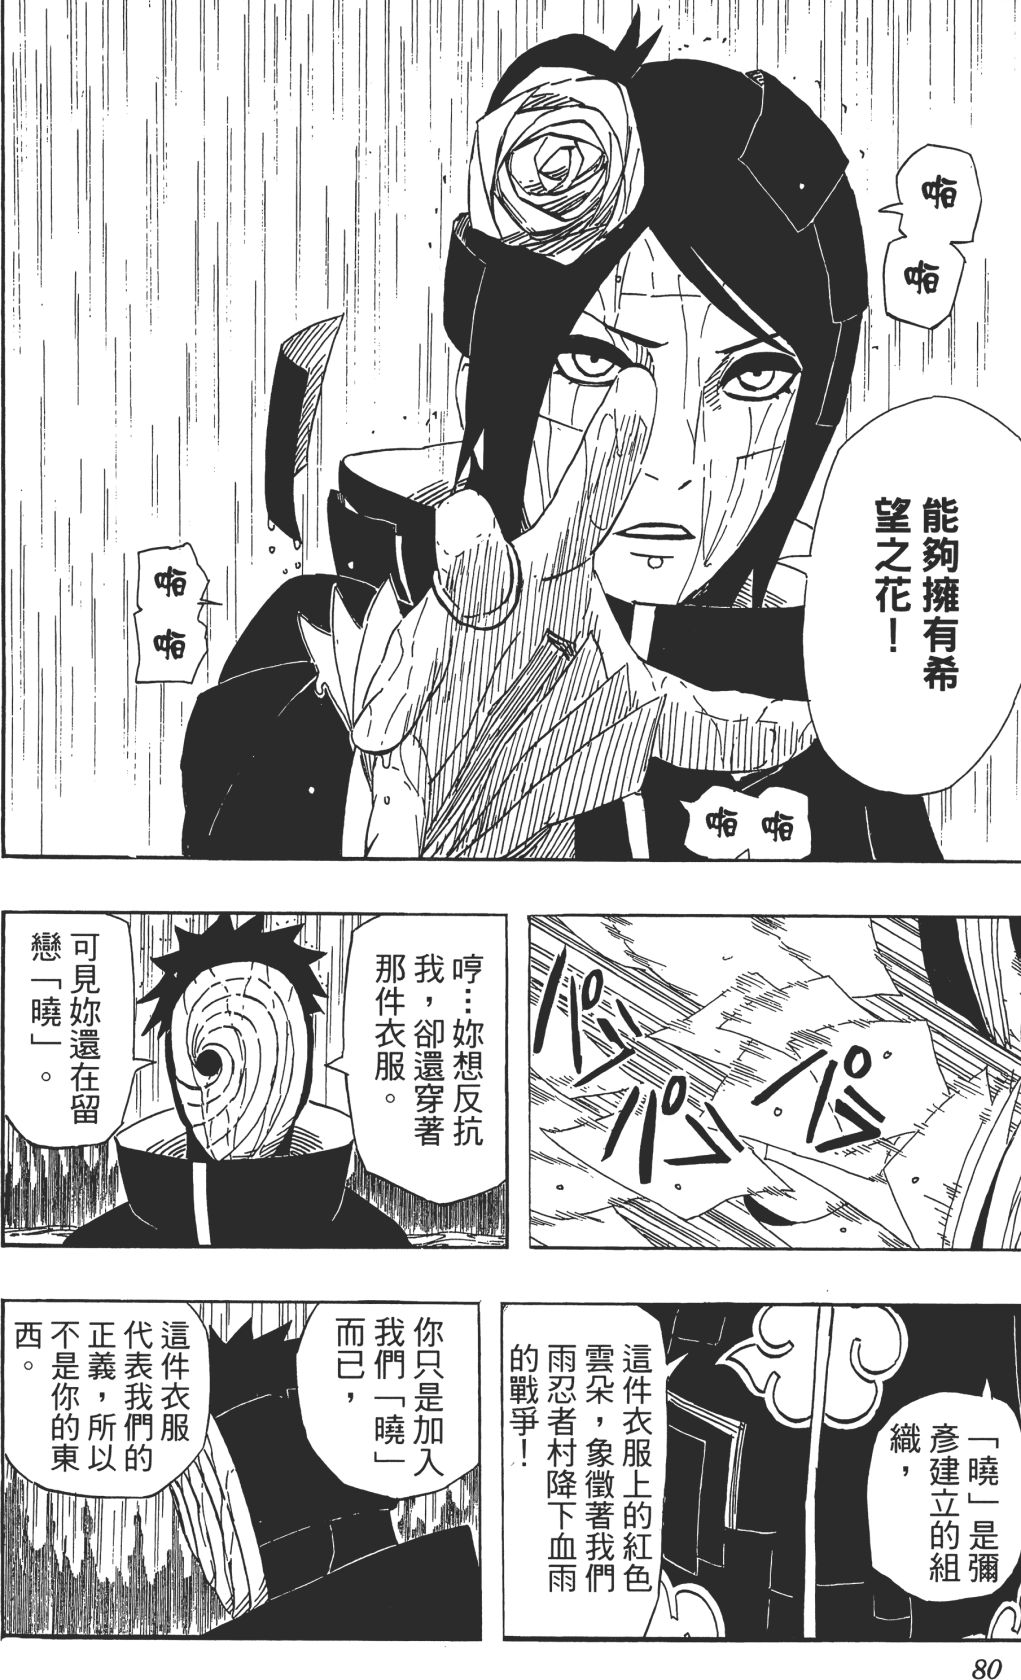 能夠擁有希
望之花！
啪
啪
啪
啪
啪
啪
パパッ
パパッ
哼…妳想反抗
我，卻還穿著
那件衣服。
可見妳還在留
戀「曉」。
「曉」是彌
彥建立的組
織，
這件衣服上的紅色
雲朵，象徵著我們
雨忍者村降下血雨
的戰爭！
你只是加入
我們「曉」
而已，
這件衣服
代表我們的
正義，所以
不是你的東
西。
80